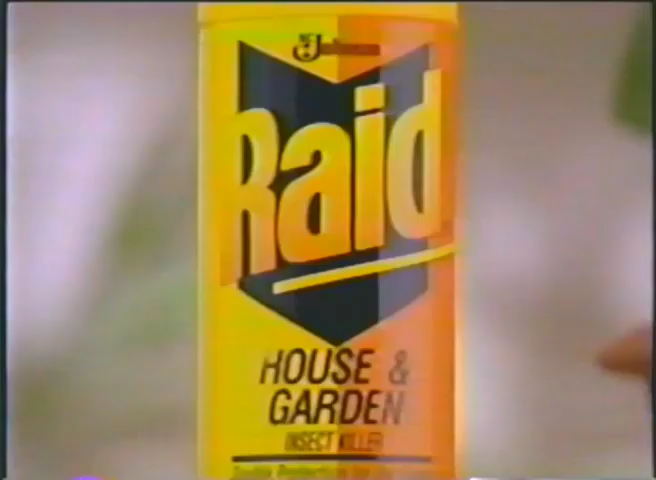 Johnson
Raid
HOUSE &
GARDEN
INSECT KILLER